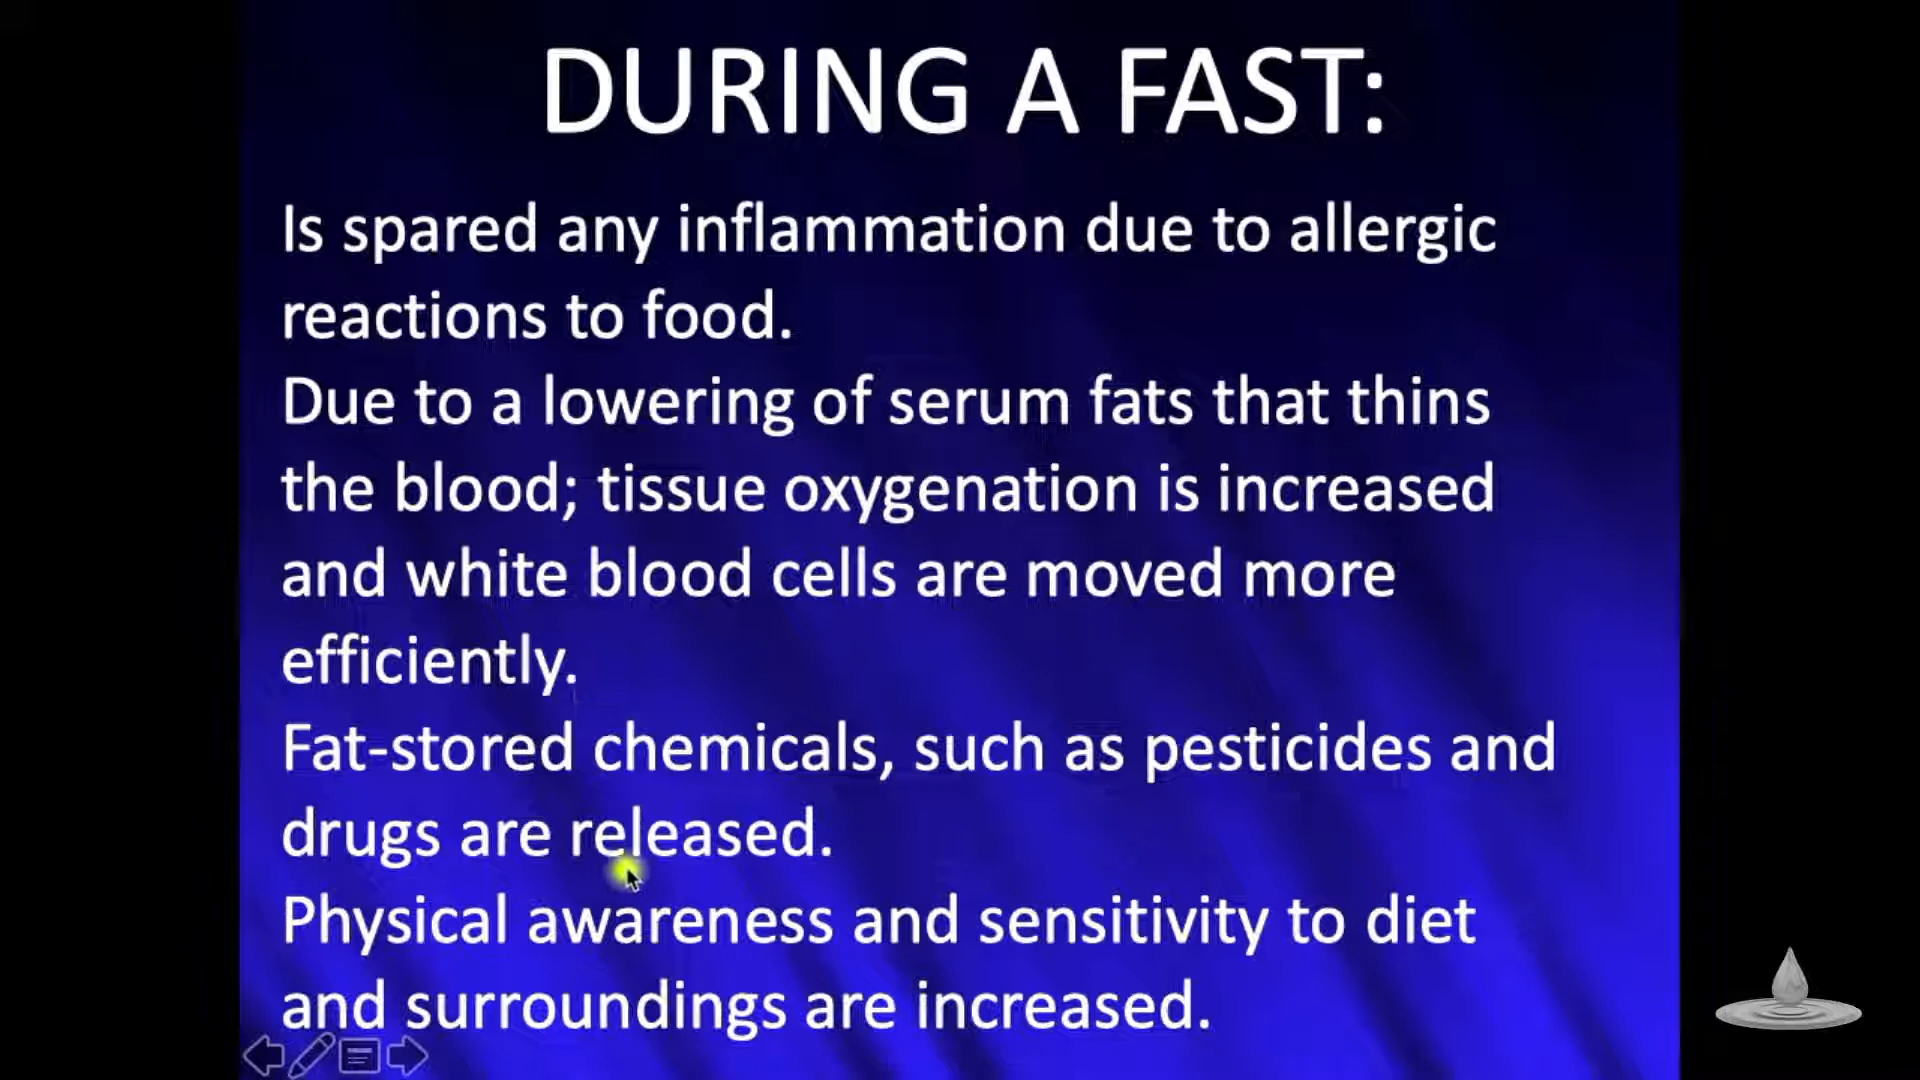 DURING A FAST:
Is spared any inflammation due to allergic
reactions to food.
Due to a lowering of serum fats that thins
the blood; tissue oxygenation is increased
and white blood cells are moved more
efficiently.
Fat-stored chemicals, such as pesticides and
drugs are released.
Physical awareness and sensitivity to diet
and surroundings are increased.